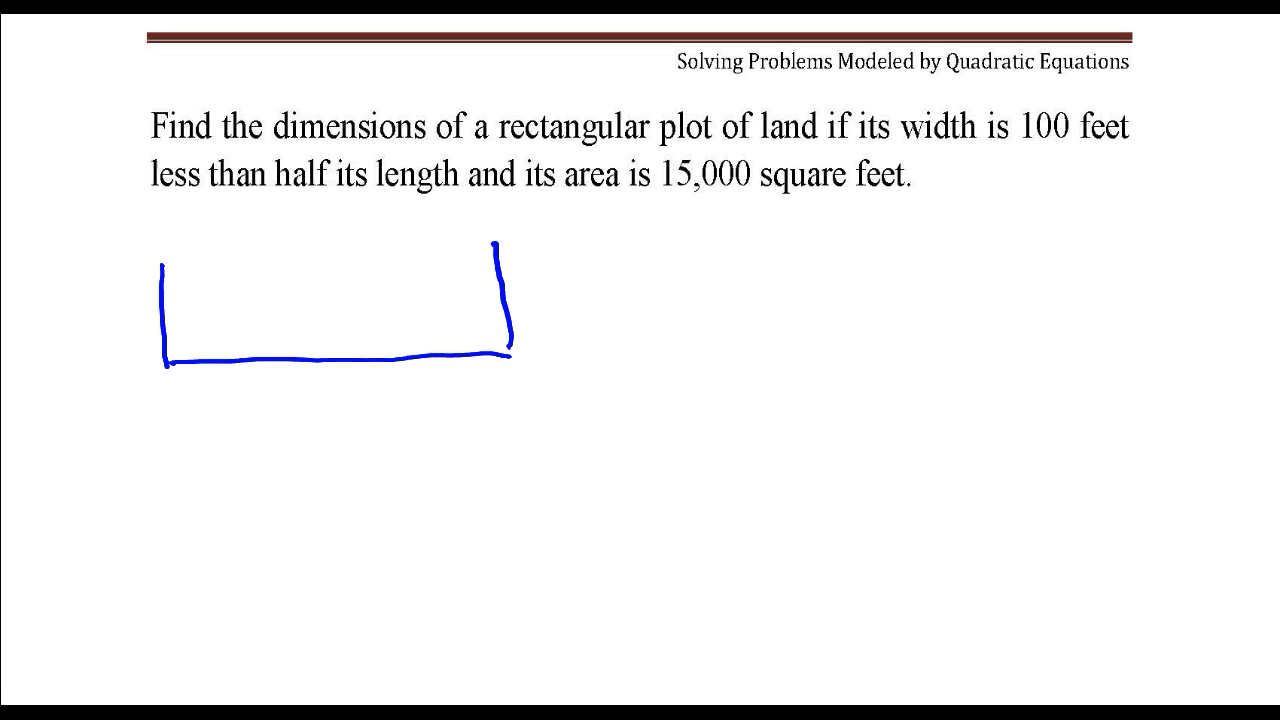 Solving Problems Modeled by Quadratic Equations
Find the dimensions of a rectangular plot of land if its width is 100 feet
less than half its length and its area is 15,000 square feet.